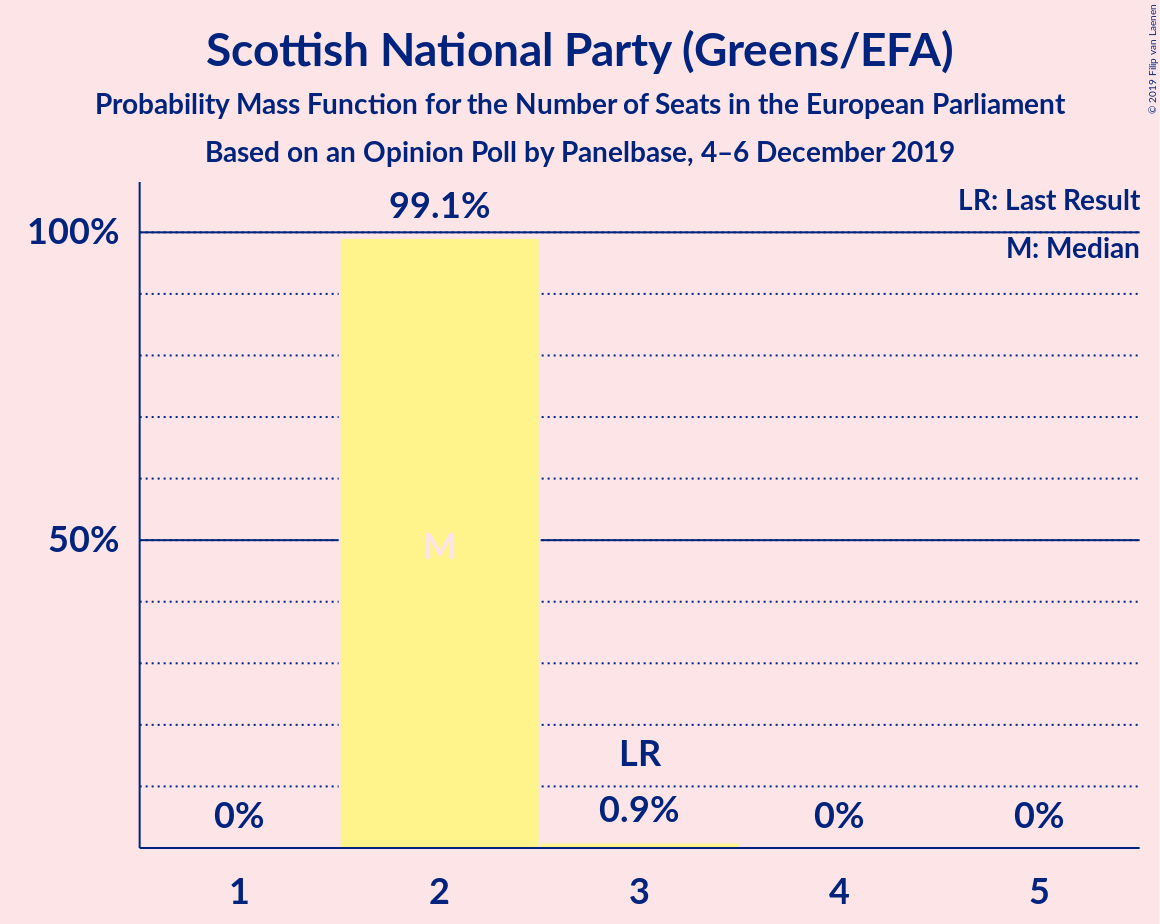 Scottish National Party (Greens/EFA)
Probability Mass Function for the Number of Seats in the European Parliament
Based on an Opinion Poll by Panelbase, 4–6 December 2019
© 2019 Filip van Laenen
LR: Last Result
M: Median
100%
50%
99.1%
M
LR
0%
0.9%
0%
0%
1
2
3
4
5